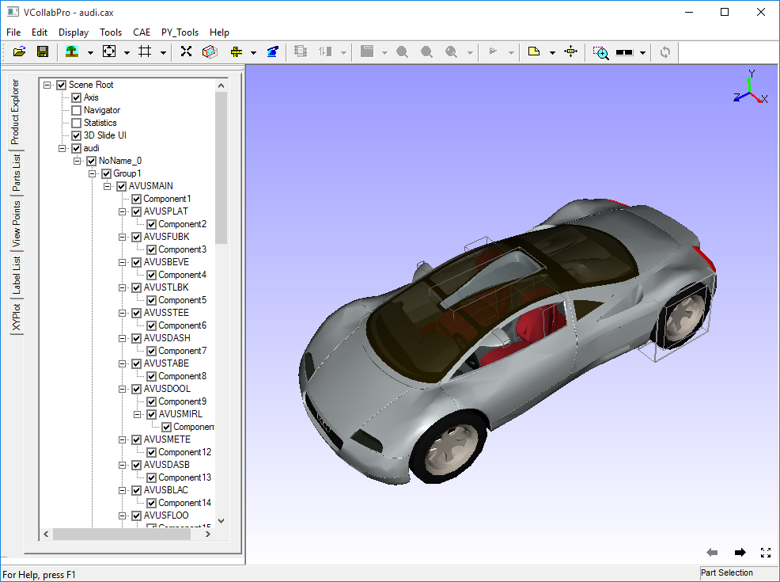 VCollabPro - audi.cax
File Edit Display Tools CAE PY_Tools Help
Product Explorer
Parts List
View Points
Label List
XYPlot
Scene Root
Axis
Navigator
Statistics
3D Slide UI
audi
NoName_0
Group1
AVUSMAIN
Component1
AVUSPLAT
Component2
AVUSFUBK
Component3
AVUSBEVE
Component4
AVUSTLBK
Component5
AVUSSTEE
Component6
AVUSDASH
Component7
AVUSTABE
Component8
AVUSDOOL
Component9
AVUSMIRL
Componen
AVUSMETE
Component12
AVUSDASB
Component13
AVUSBLAC
Component14
AVUSFLOO
Component15
Y
Z X
For Help, press F1
Part Selection